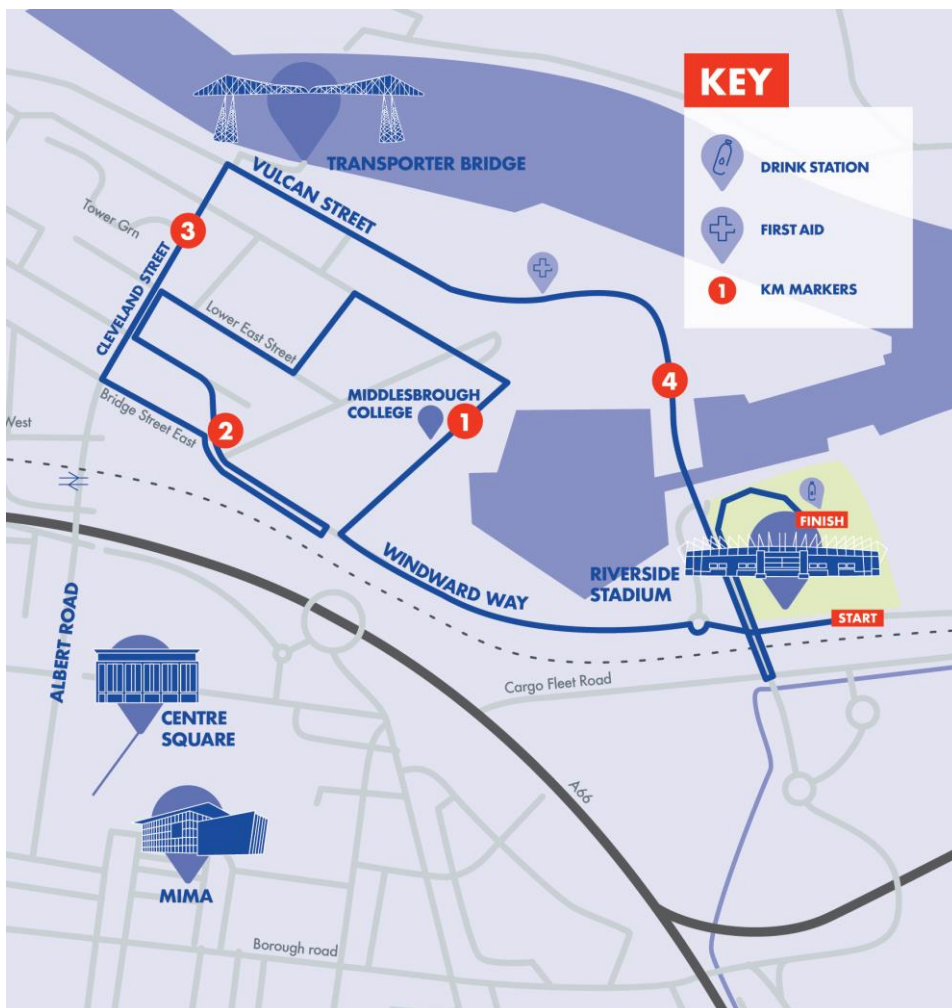 KEY
DRINK STATION
FIRST AID
1
KM MARKERS
TRANSPORTER BRIDGE
VULCAN STREET
Tower Grn
3
CLEVELAND STREET
Lower East Street
4
MIDDLESBROUGH
COLLEGE
1
West
Bridge Street East
2
FINISH
WINDWARD WAY
RIVERSIDE
STADIUM
START
ALBERT ROAD
Cargo Fleet Road
CENTRE
SQUARE
A66
MIMA
Borough road